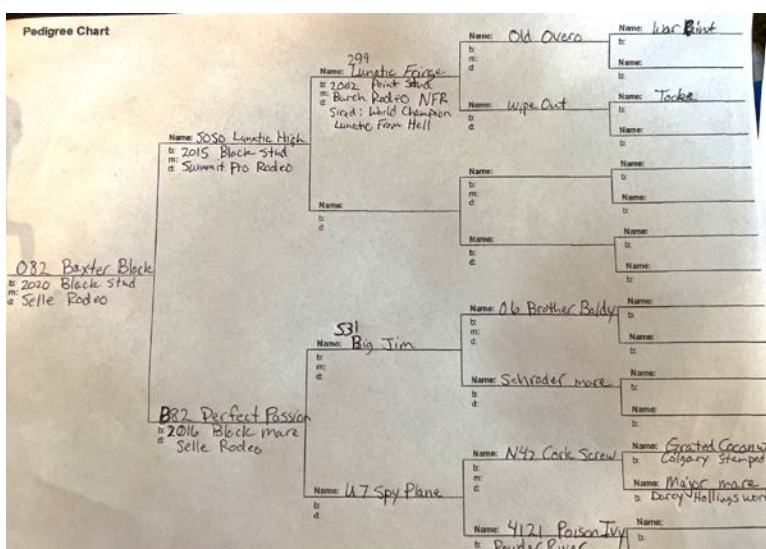 Pedigree Chart
082 Baxter Black
b: 2020 Black Stud
m:
d: Selle Rodeo
Name: 5050 Lunatic High
b: 2015 Black Stud
m:
d: Summit Pro Rodeo
B82 Perfect Passion
b: 2016 Black mare
d: Selle Rodeo
299
Name: Lunatic Fringe
b: 2002 Paint Stud
m:
d: Burch Rodeo NFR
Sired: World Champion
Lunatic From Hell
Name:
b:
d:
531
Name: Big Jim
b:
m:
d:
Name: U7 Spy Plane
b:
d:
Name: Old Overo
b:
m:
d:
Name: Wipe Out
b:
d:
Name:
b:
m:
d:
Name:
b:
d:
Name: 06 Brother Baldy
b:
m:
d:
Name: Schrader mare
b:
d:
Name: N42 Cork Screw
b:
m:
d:
Name: 4121 Poison Ivy
b: Powder River
Name: War Paint
b:
Name:
b:
Name:
b:
Name:
b:
Name:
b:
Name:
b:
Name:
b:
Name:
b:
Name:
b:
Name:
b:
Name:
b:
Name:
b:
Name: Grated Coconut
b: Calgary Stamped
Name: Major mare
b: Darcy Hollingswor
Name:
b: